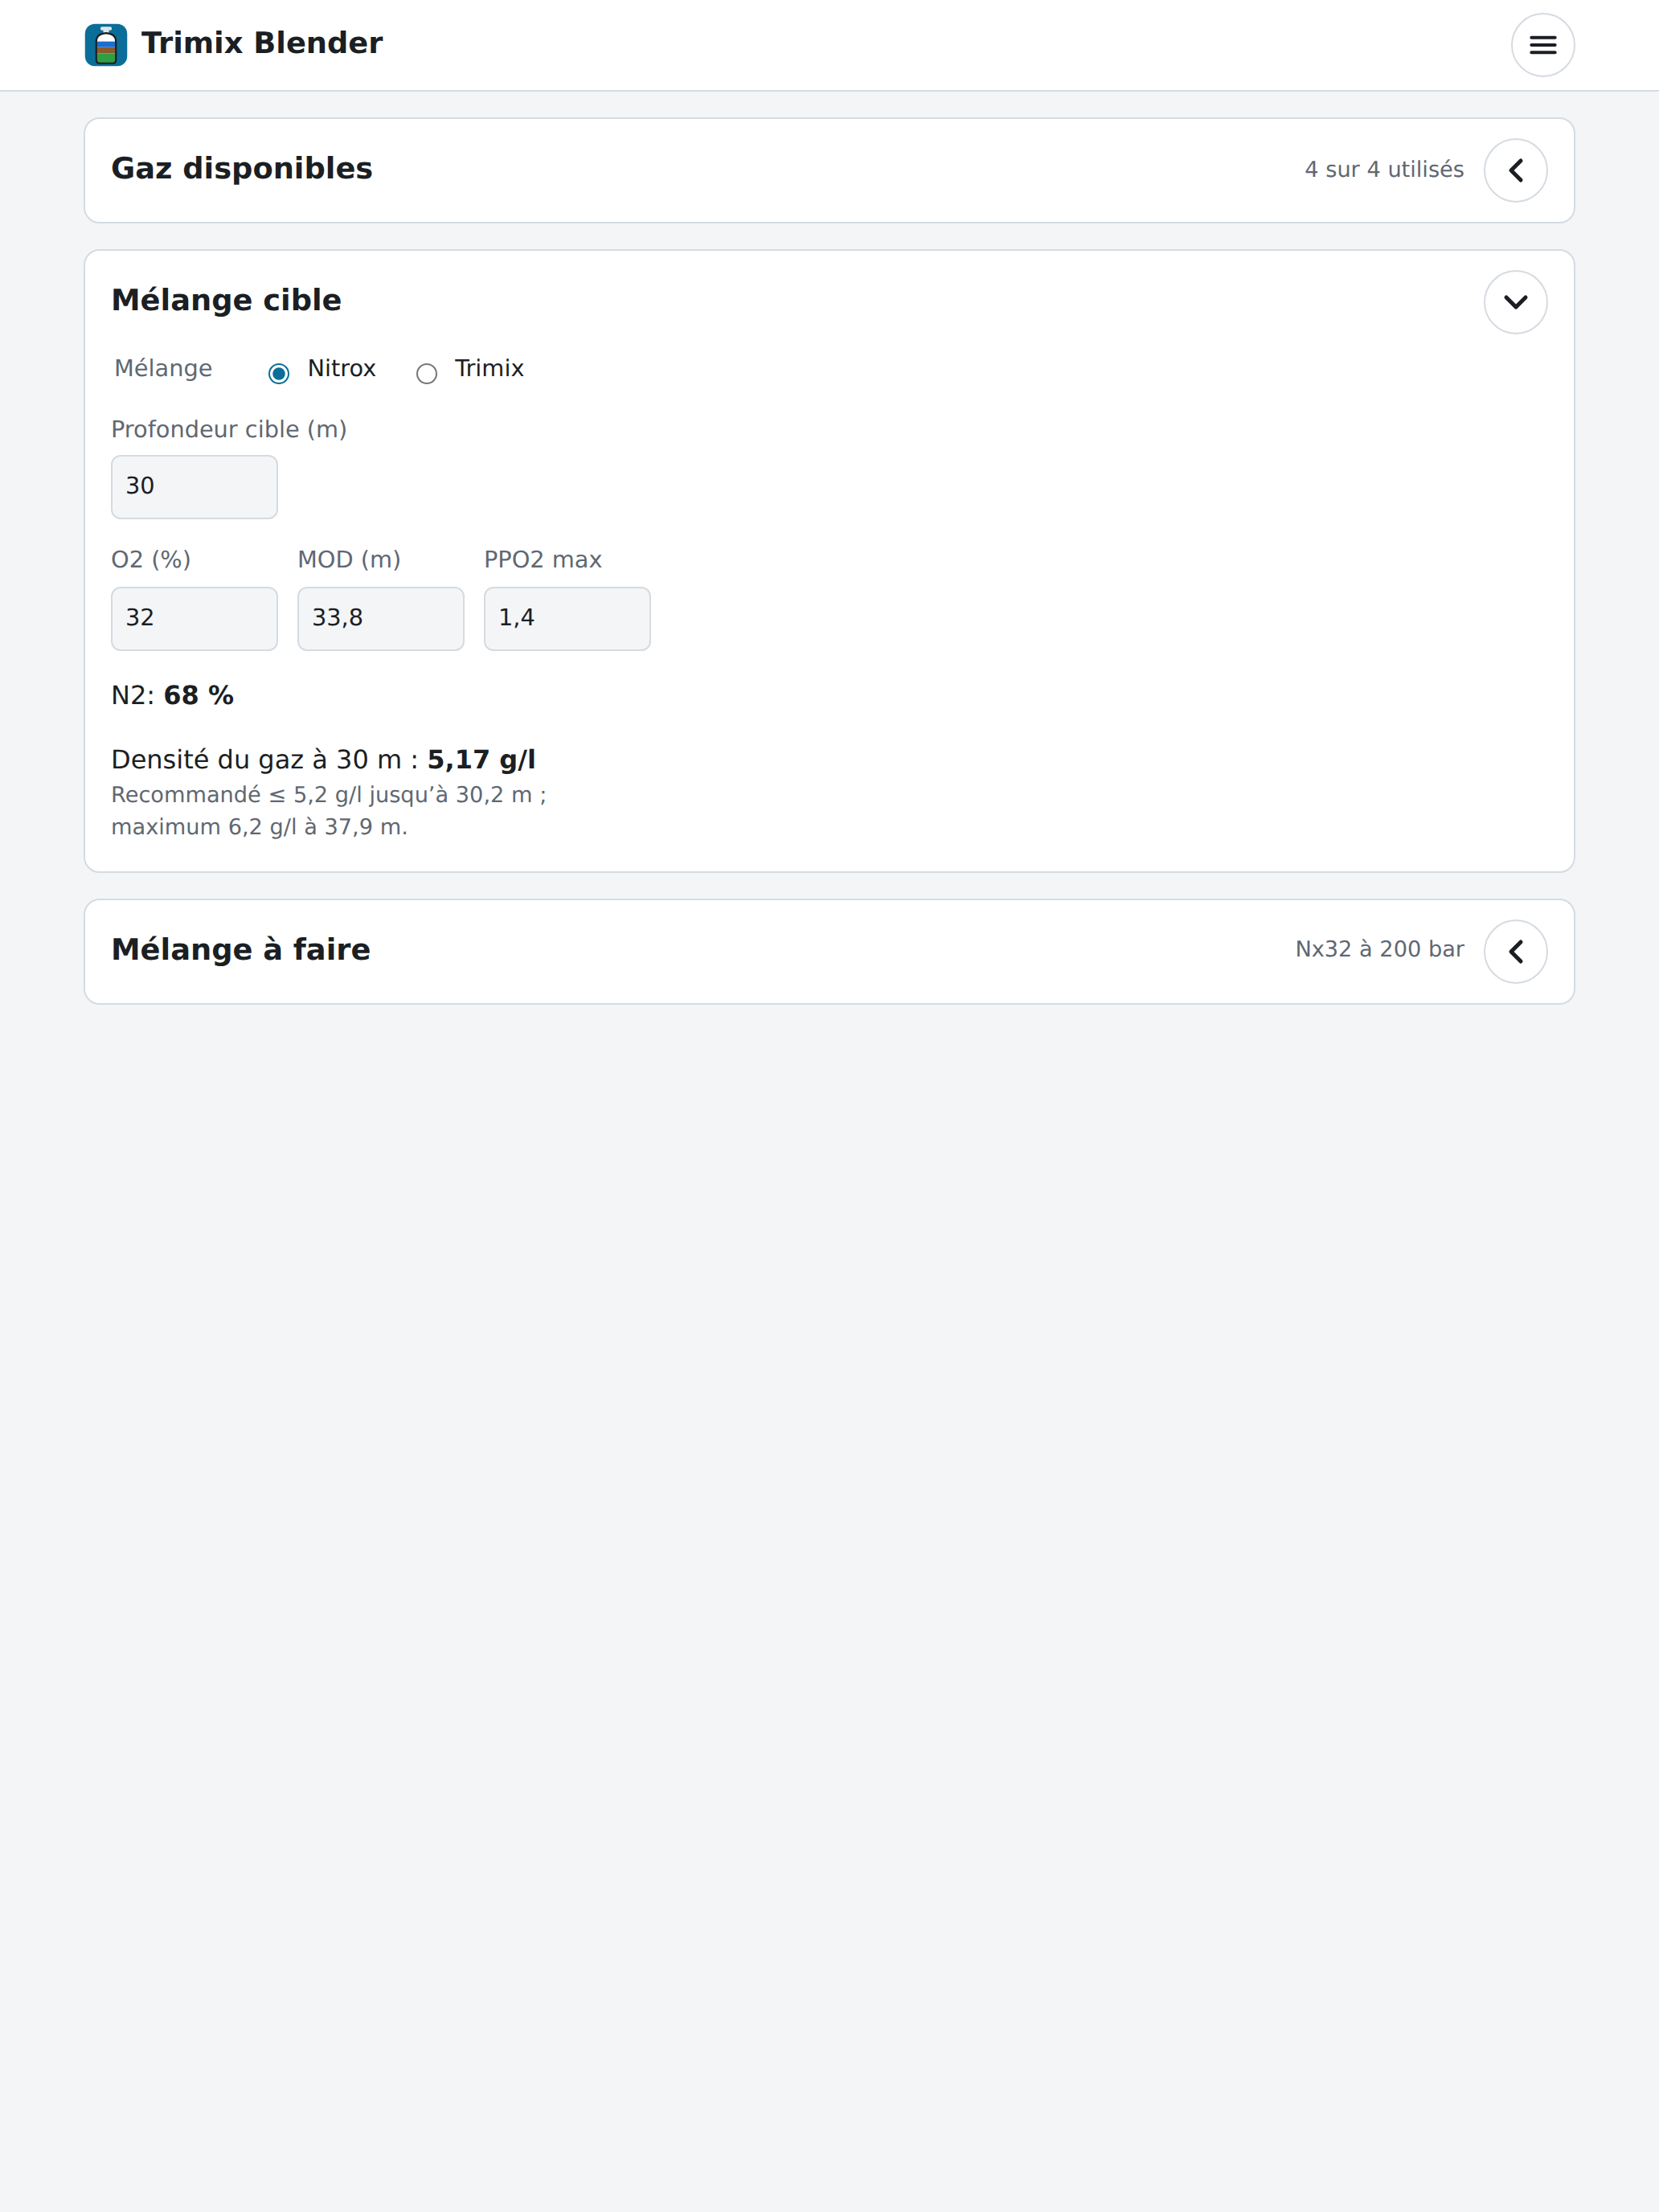 Trimix Blender
Gaz disponibles
4 sur 4 utilisés
Mélange cible
Mélange Nitrox Trimix
Profondeur cible (m)
30
O2 (%) MOD (m) PPO2 max
32 33,8 1,4
N2: 68 %
Densité du gaz à 30 m : 5,17 g/l
Recommandé ≤ 5,2 g/l jusqu’à 30,2 m ;
maximum 6,2 g/l à 37,9 m.
Mélange à faire
Nx32 à 200 bar